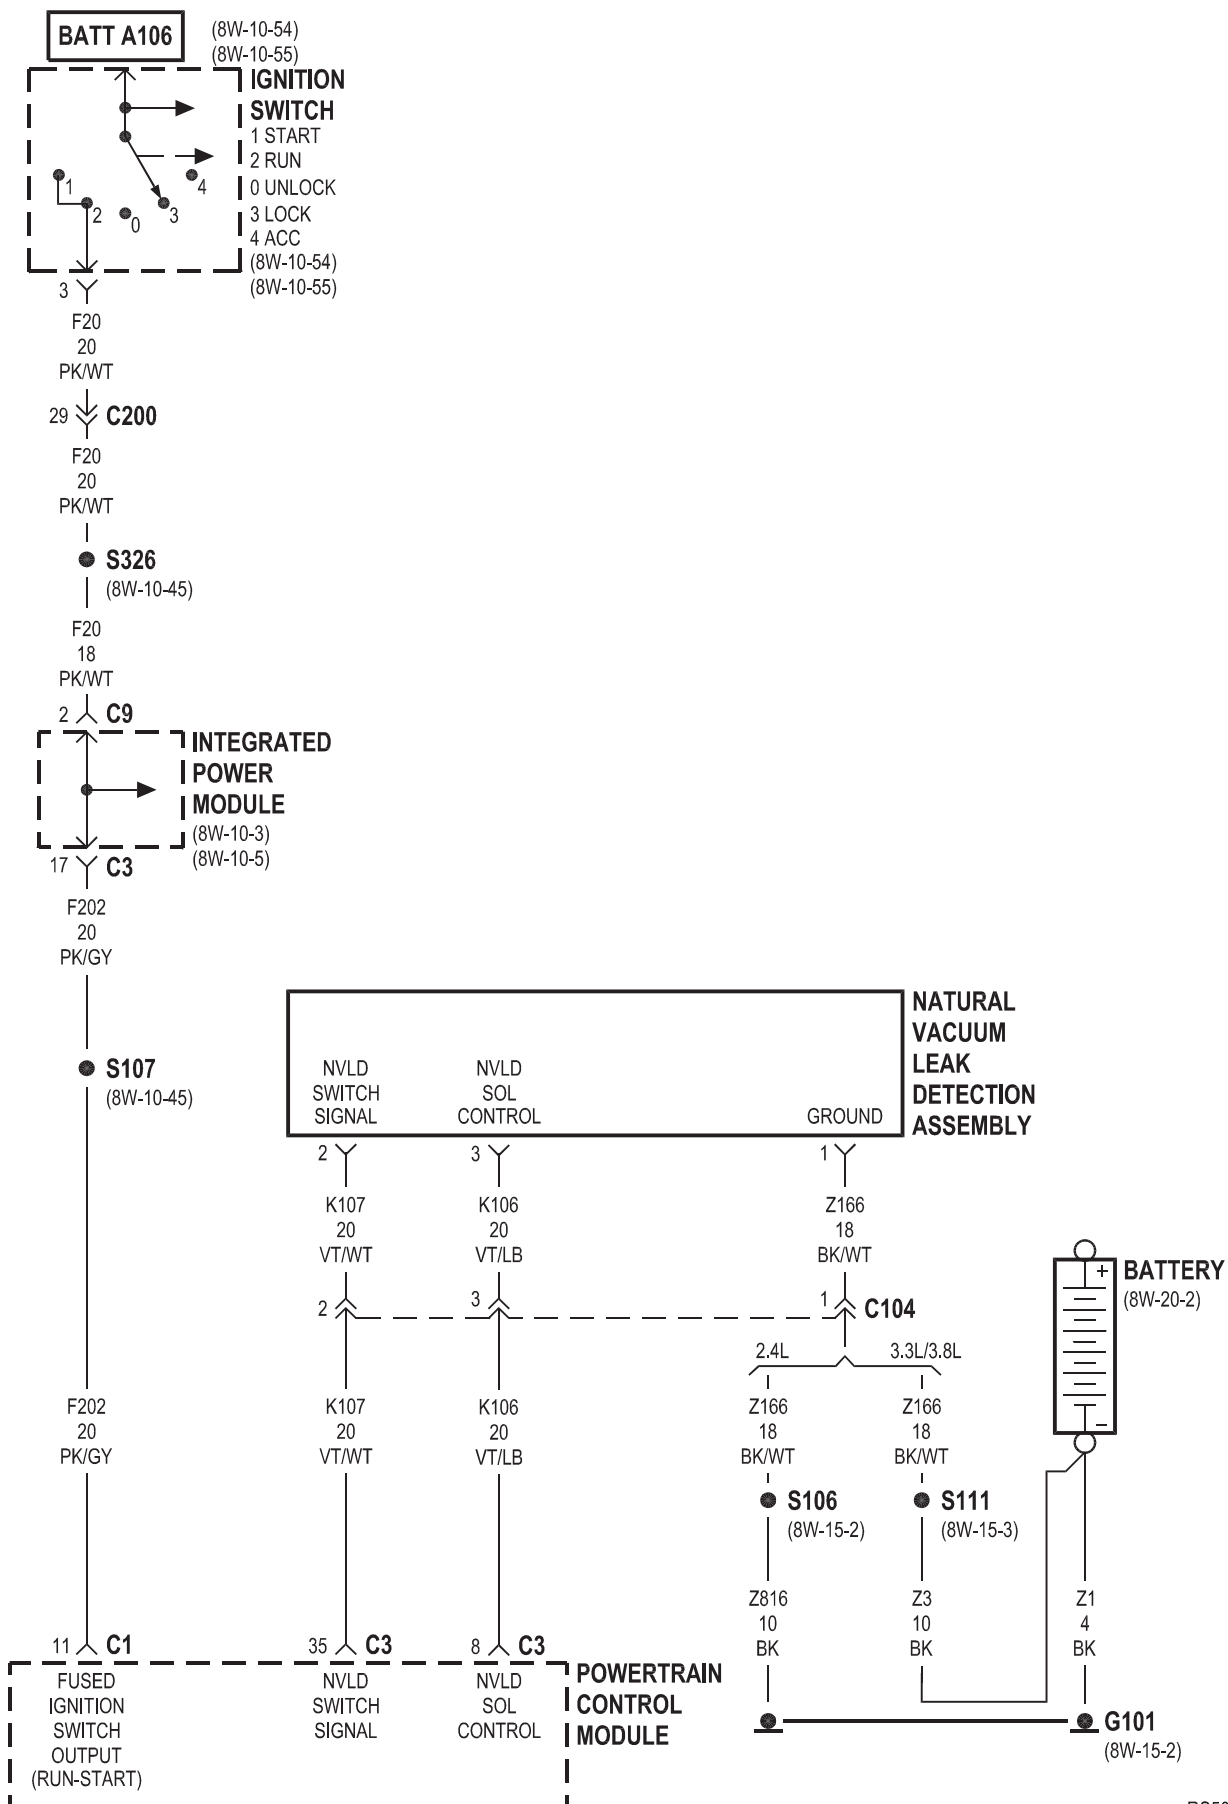 BATT A106
(8W-10-54)
(8W-10-55)
IGNITION
SWITCH
1 START
2 RUN
0 UNLOCK
3 LOCK
4 ACC
(8W-10-54)
(8W-10-55)
1
2
0
3
4
3
F20
20
PK/WT
29
C200
F20
20
PK/WT
S326
(8W-10-45)
F20
18
PK/WT
2
C9
INTEGRATED
POWER
MODULE
(8W-10-3)
(8W-10-5)
17
C3
F202
20
PK/GY
S107
(8W-10-45)
F202
20
PK/GY
11
C1
NATURAL
VACUUM
LEAK
DETECTION
ASSEMBLY
NVLD
SWITCH
SIGNAL
NVLD
SOL
CONTROL
GROUND
2
3
1
K107
20
VT/WT
K106
20
VT/LB
Z166
18
BK/WT
2
3
1
C104
2.4L
3.3L/3.8L
K107
20
VT/WT
K106
20
VT/LB
Z166
18
BK/WT
Z166
18
BK/WT
+
BATTERY
(8W-20-2)
–
S106
(8W-15-2)
S111
(8W-15-3)
Z816
10
BK
Z3
10
BK
Z1
4
BK
35
C3
8
C3
G101
(8W-15-2)
FUSED
IGNITION
SWITCH
OUTPUT
(RUN-START)
NVLD
SWITCH
SIGNAL
NVLD
SOL
CONTROL
POWERTRAIN
CONTROL
MODULE